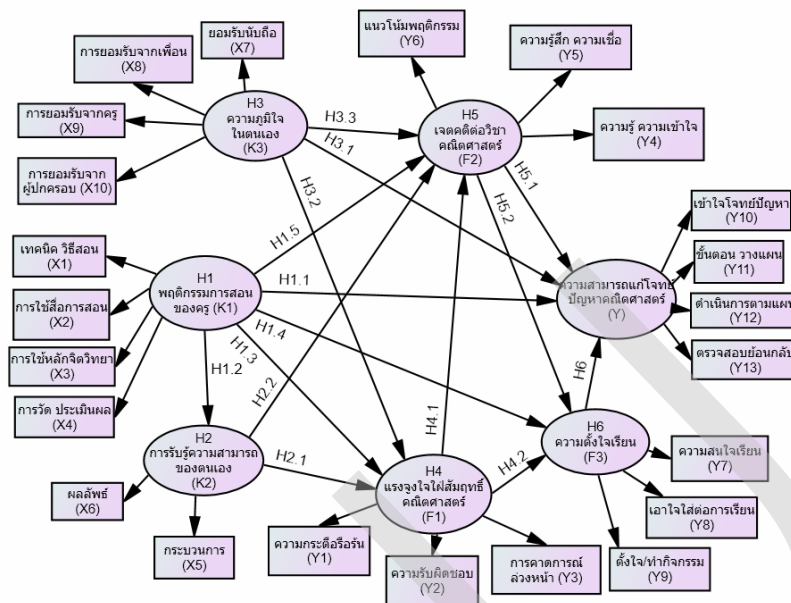 แนวโน้มพฤติกรรม
(Y6)
ความรู้สึก ความเชื่อ
(Y5)
ความรู้ ความเข้าใจ
(Y4)
ยอมรับนับถือ
(X7)
การยอมรับจากเพื่อน
(X8)
การยอมรับจากครู
(X9)
การยอมรับจาก
ผู้ปกครอบ (X10)
H3
ความภูมิใจ
ในตนเอง
(K3)
H3.3
H3.1
H3.2
H5
เจตคติต่อวิชา
คณิตศาสตร์
(F2)
H5.1
H5.2
เทคนิค วิธีสอน
(X1)
การใช้สื่อการสอน
(X2)
การใช้หลักจิตวิทยา
(X3)
การวัด ประเมินผล
(X4)
H1
พฤติกรรมการสอน
ของครู (K1)
H1.5
H1.1
H1.4
H1.3
H1.2
H2.2
ความสามารถแก้โจทย์
ปัญหาคณิตศาสตร์
(Y)
เข้าใจโจทย์ปัญหา
(Y10)
ขั้นตอน วางแผน
(Y11)
ดำเนินการตามแผน
(Y12)
ตรวจสอบย้อนกลับ
(Y13)
H6
H2
การรับรู้ความสามารถ
ของตนเอง
(K2)
H2.1
ผลลัพธ์
(X6)
กระบวนการ
(X5)
H4.1
H4.2
H4
แรงจูงใจใฝ่สัมฤทธิ์
คณิตศาสตร์
(F1)
H6
ความตั้งใจเรียน
(F3)
ความสนใจเรียน
(Y7)
เอาใจใส่ต่อการเรียน
(Y8)
ตั้งใจ/ทำกิจกรรม
(Y9)
ความกระตือรือร้น
(Y1)
ความรับผิดชอบ
(Y2)
การคาดการณ์
ล่วงหน้า (Y3)